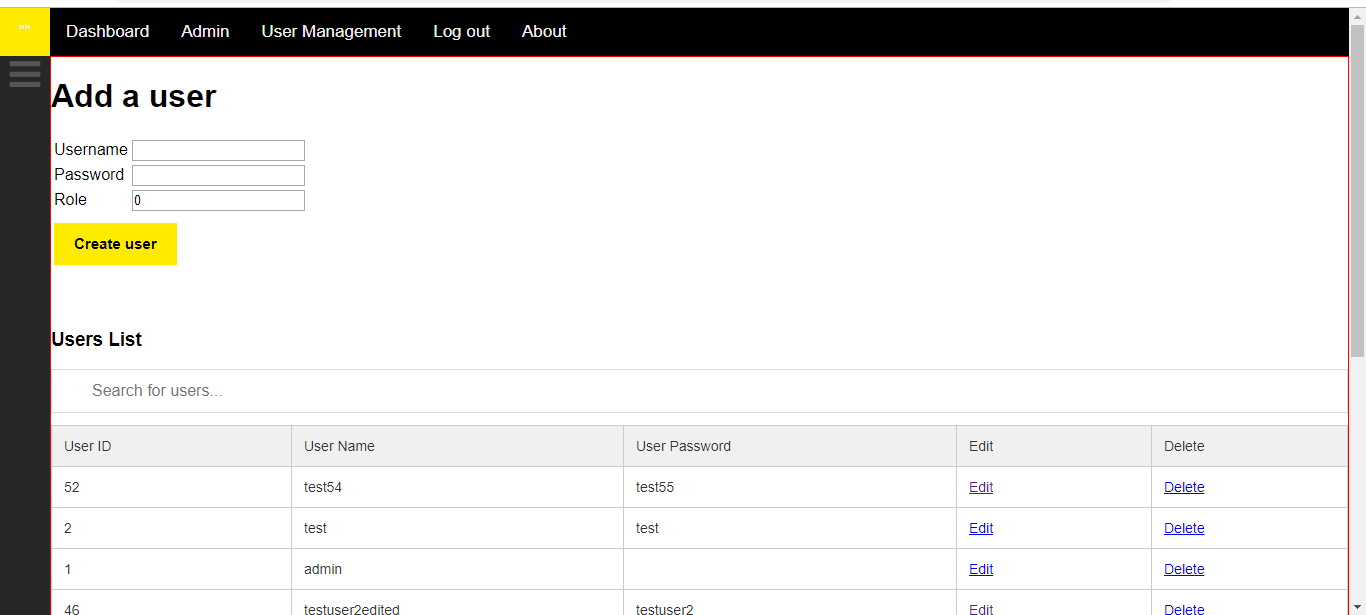 ""
Dashboard Admin User Management Log out About
Add a user
Username
Password
Role 0
Create user
Users List
Search for users...
User ID User Name User Password Edit Delete
52 test54 test55 Edit Delete
2 test test Edit Delete
1 admin Edit Delete
46 testuser2edited testuser2 Edit Delete